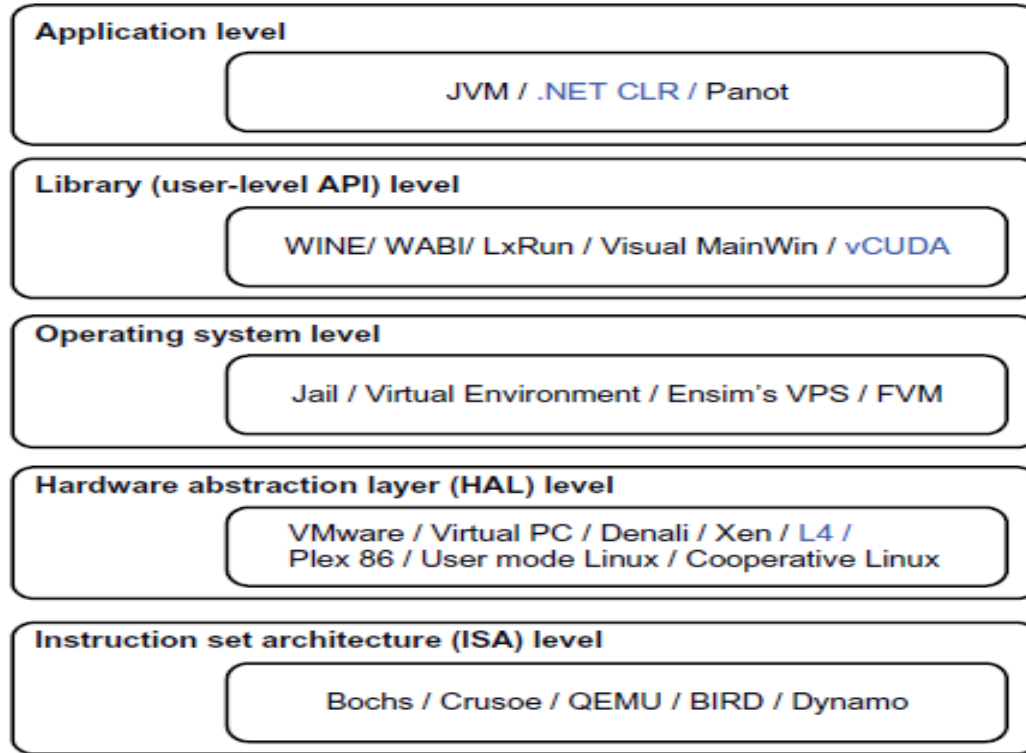 Application level
JVM / .NET CLR / Panot
Library (user-level API) level
WINE/ WABI/ LxRun / Visual MainWin / vCUDA
Operating system level
Jail / Virtual Environment / Ensim's VPS / FVM
Hardware abstraction layer (HAL) level
VMware / Virtual PC / Denali / Xen / L4 /
Plex 86 / User mode Linux / Cooperative Linux
Instruction set architecture (ISA) level
Bochs / Crusoe / QEMU / BIRD / Dynamo